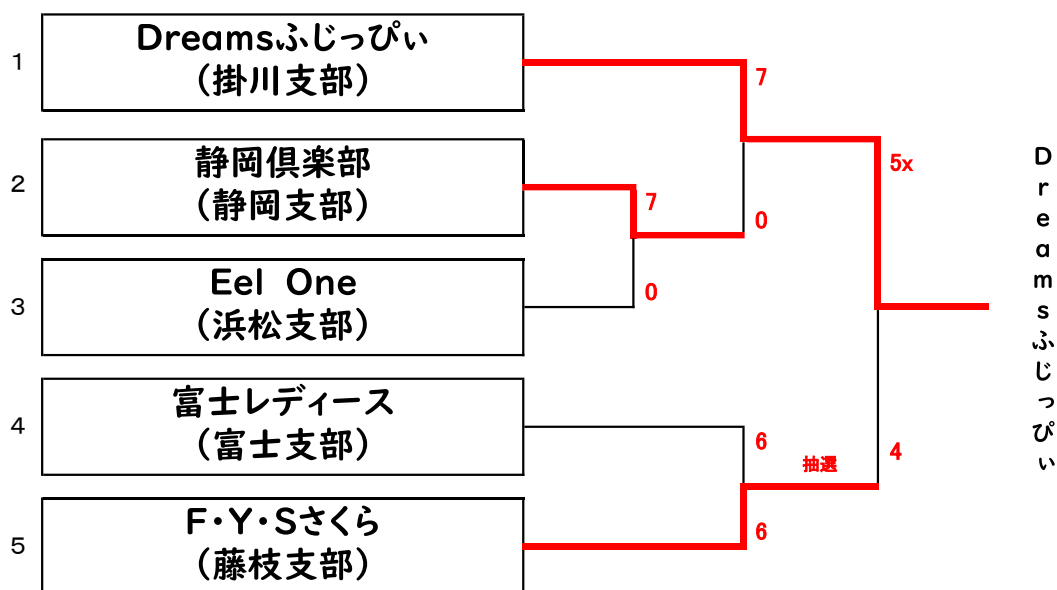 1
Dreamsふじっぴぃ
(掛川支部)
7
2
静岡倶楽部
(静岡支部)
7
0
5x
3
Eel One
(浜松支部)
0
4
富士レディース
(富士支部)
6
抽選
4
5
F・Y・Sさくら
(藤枝支部)
6
Dreamsふじっぴぃ